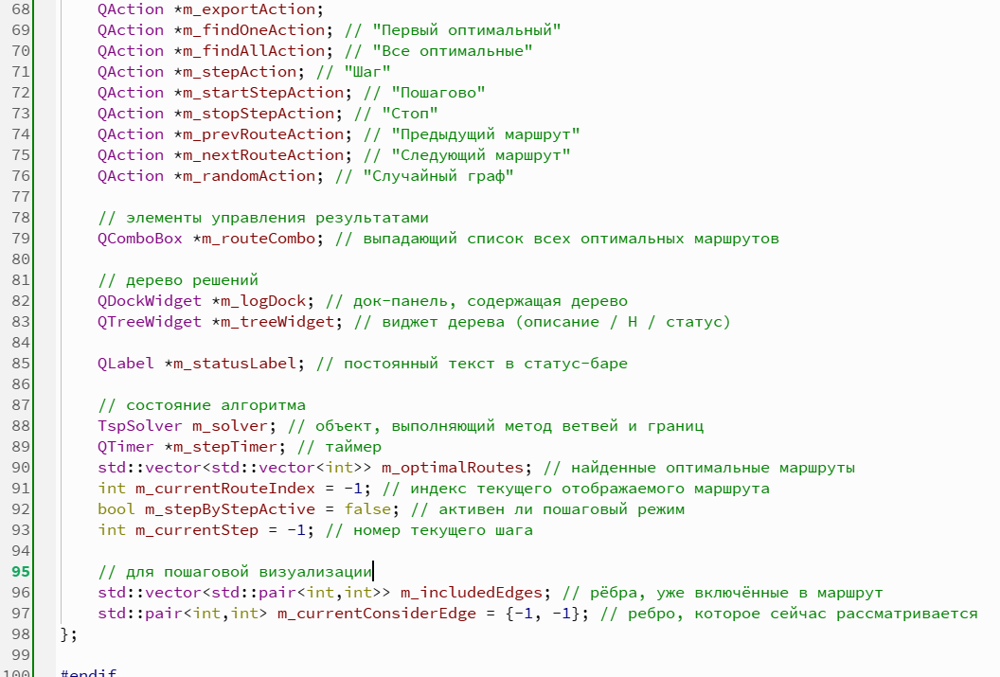 68 QAction *m_exportAction;
69 QAction *m_findOneAction; // "Первый оптимальный"
70 QAction *m_findAllAction; // "Все оптимальные"
71 QAction *m_stepAction; // "Шаг"
72 QAction *m_startStepAction; // "Пошагово"
73 QAction *m_stopStepAction; // "Стоп"
74 QAction *m_prevRouteAction; // "Предыдущий маршрут"
75 QAction *m_nextRouteAction; // "Следующий маршрут"
76 QAction *m_randomAction; // "Случайный граф"
77
78 // элементы управления результатами
79 QComboBox *m_routeCombo; // выпадающий список всех оптимальных маршрутов
80
81 // дерево решений
82 QDockWidget *m_logDock; // док-панель, содержащая дерево
83 QTreeWidget *m_treeWidget; // виджет дерева (описание / H / статус)
84
85 QLabel *m_statusLabel; // постоянный текст в статус-баре
86
87 // состояние алгоритма
88 TspSolver m_solver; // объект, выполняющий метод ветвей и границ
89 QTimer *m_stepTimer; // таймер
90 std::vector<std::vector<int>> m_optimalRoutes; // найденные оптимальные маршруты
91 int m_currentRouteIndex = -1; // индекс текущего отображаемого маршрута
92 bool m_stepByStepActive = false; // активен ли пошаговый режим
93 int m_currentStep = -1; // номер текущего шага
94
95 // для пошаговой визуализации
96 std::vector<std::pair<int,int>> m_includedEdges; // рёбра, уже включённые в маршрут
97 std::pair<int,int> m_currentConsiderEdge = {-1, -1}; // ребро, которое сейчас рассматривается
98 };
99
100 #endif